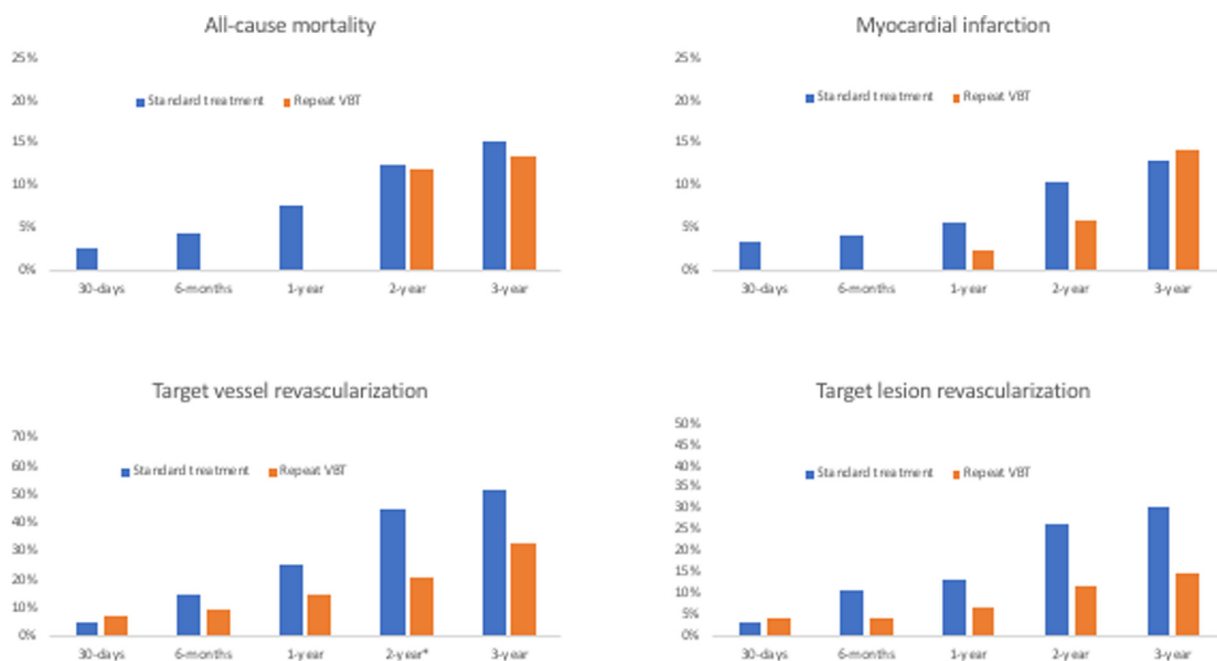 All-cause mortality
25%
20%
15%
10%
5%
0%
Standard treatment
Repeat VBT
30-days
6-months
1-year
2-year
3-year
Myocardial infarction
25%
20%
15%
10%
5%
0%
Standard treatment
Repeat VBT
30-days
6-months
1-year
2-year
3-year
Target vessel revascularization
70%
60%
50%
40%
30%
20%
10%
0%
Standard treatment
Repeat VBT
30-days
6-months
1-year
2-year*
3-year
Target lesion revascularization
50%
45%
40%
35%
30%
25%
20%
15%
10%
5%
0%
Standard treatment
Repeat VBT
30-days
6-months
1-year
2-year
3-year